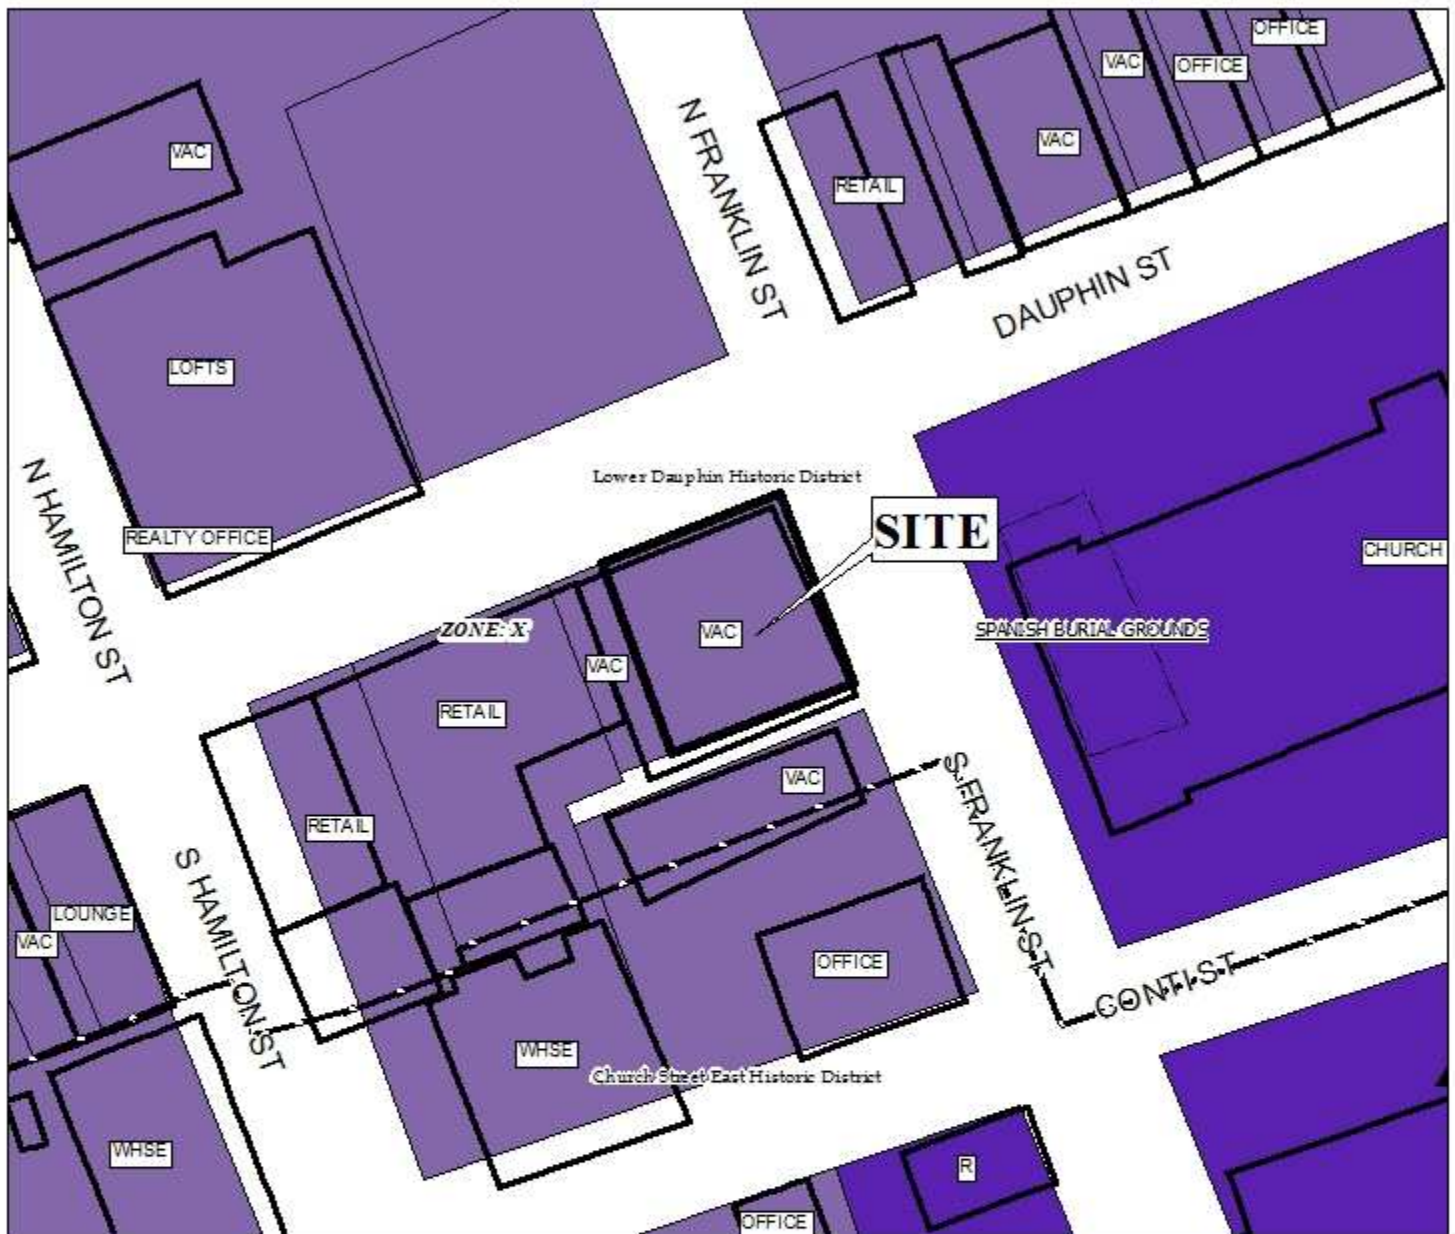 OFFICE
VAC
OFFICE
VAC
VAC
RETAIL
N FRANKLIN ST
DAUPHIN ST
LOFTS
N HAMILTON ST
Lower Dauphin Historic District
SITE
REALTY OFFICE
CHURCH
ZONE: X
VAC
SPANISH BURIAL GROUNDS
VAC
RETAIL
VAC
RETAIL
S FRANKLIN ST
S HAMILTON ST
LOUNGE
VAC
OFFICE
CONTI ST
WHSE
Church Street East Historic District
WHSE
R
OFFICE